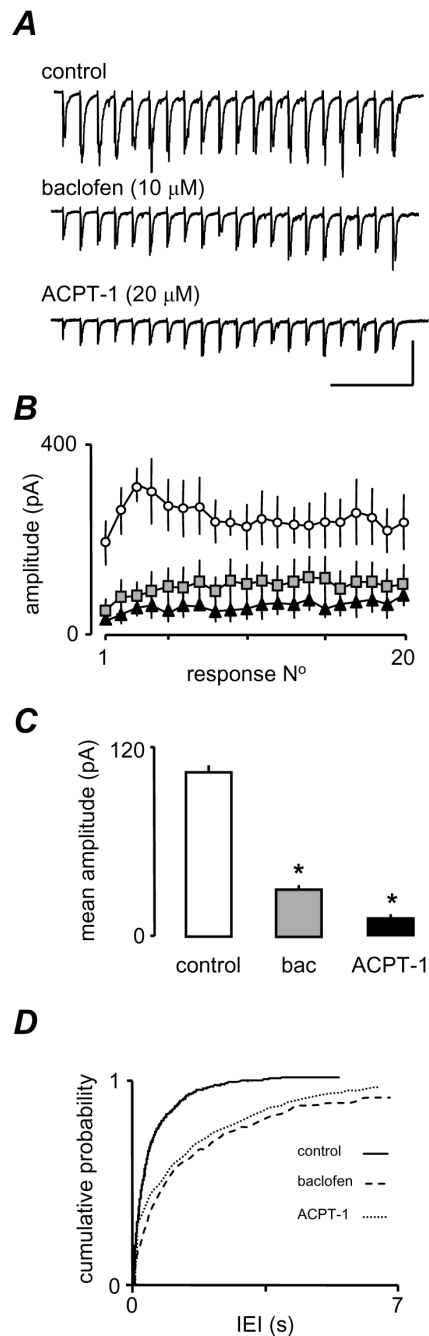 A
control
baclofen (10 μM)
ACPT-1 (20 μM)
B
400
amplitude (pA)
0
1
20
response Nº
C
120
mean amplitude (pA)
0
*
*
control
bac
ACPT-1
D
1
cumulative probability
control
baclofen
ACPT-1
0
0
7
IEI (s)